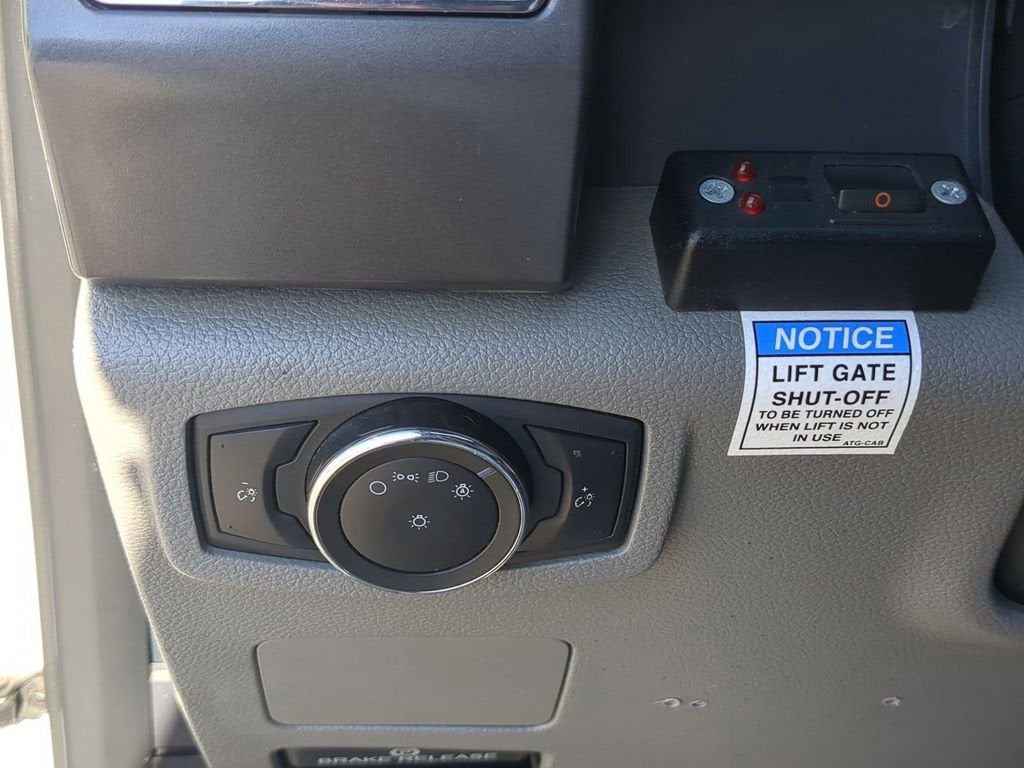 NOTICE
LIFT GATE
SHUT-OFF
TO BE TURNED OFF
WHEN LIFT IS NOT
IN USE ATG-CAB
BRAKE RELEASE